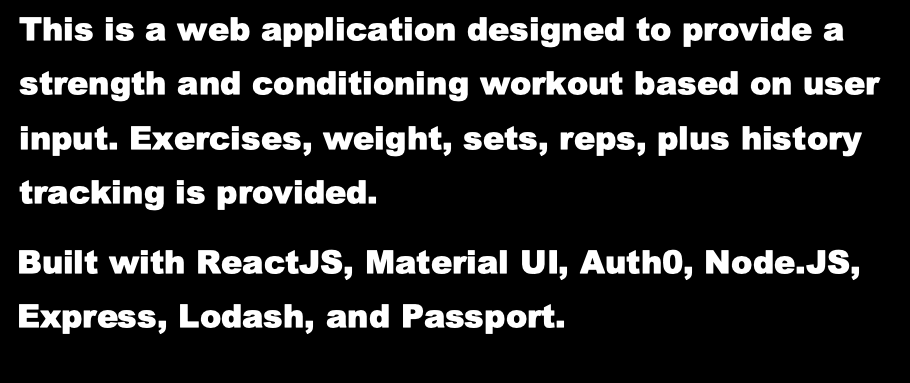 This is a web application designed to provide a
strength and conditioning workout based on user
input. Exercises, weight, sets, reps, plus history
tracking is provided.
Built with ReactJS, Material UI, Auth0, Node.JS,
Express, Lodash, and Passport.